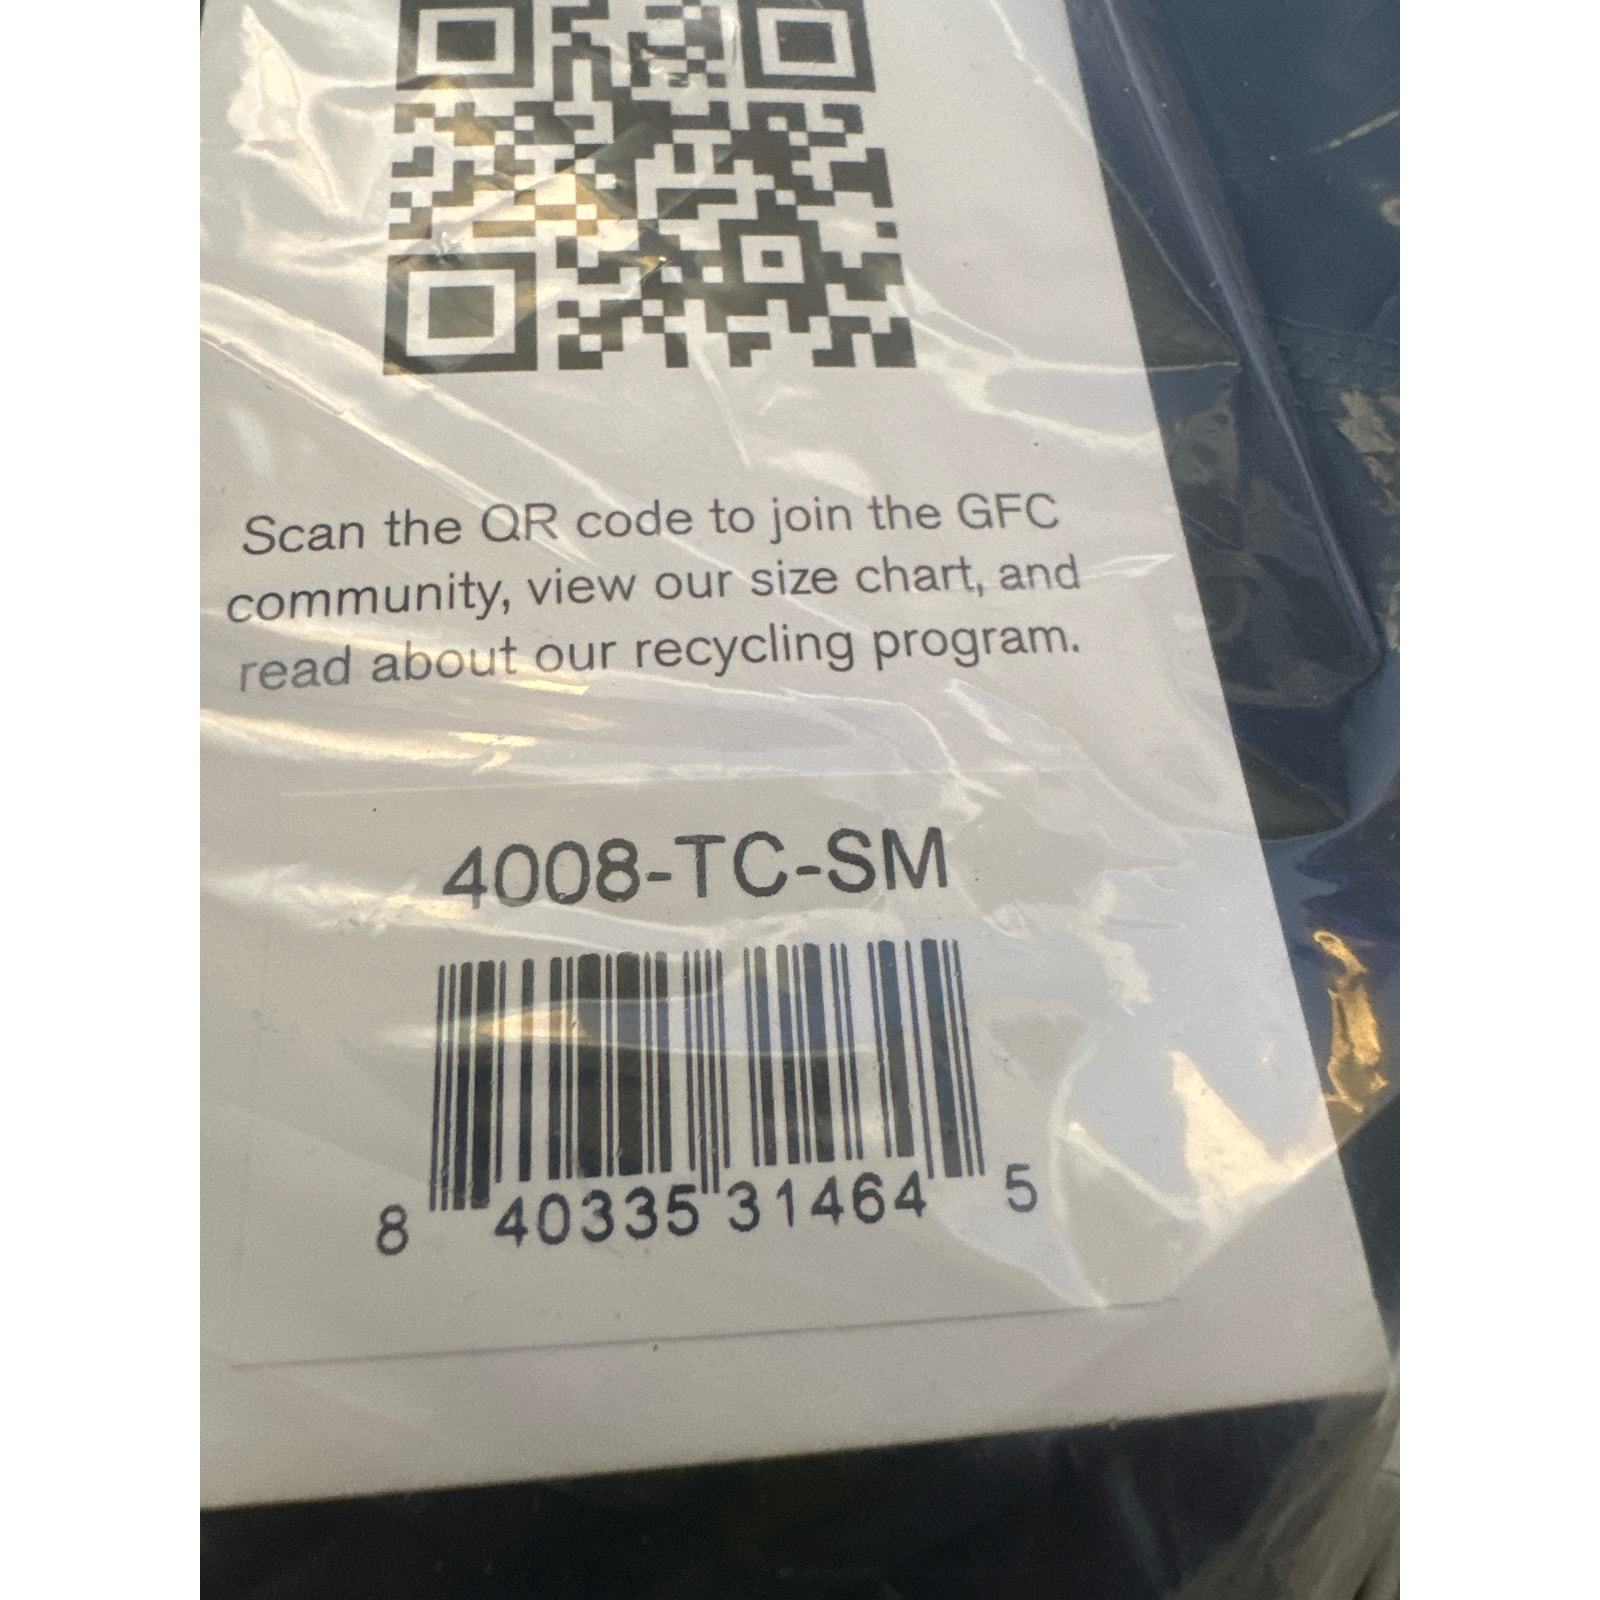 Scan the QR code to join the GFC
community, view our size chart, and
read about our recycling program.
4008-TC-SM
8 40335 31464 5